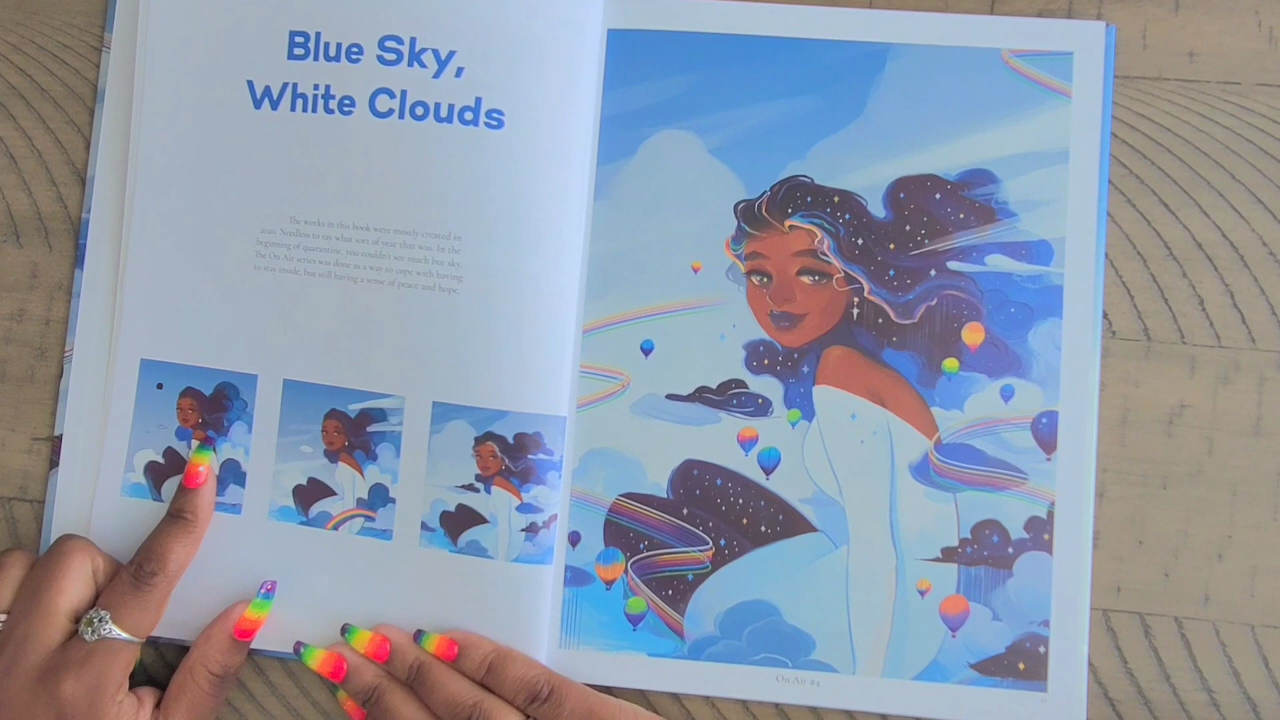 Blue Sky,
White Clouds
The works in this book were mostly created in
2020. Needless to say what sort of year that was. In the
beginning of quarantine, you couldn't see much but sky.
The On Air series was done as a way to cope with having
to stay inside, but still having a sense of peace and hope.
On Air #4